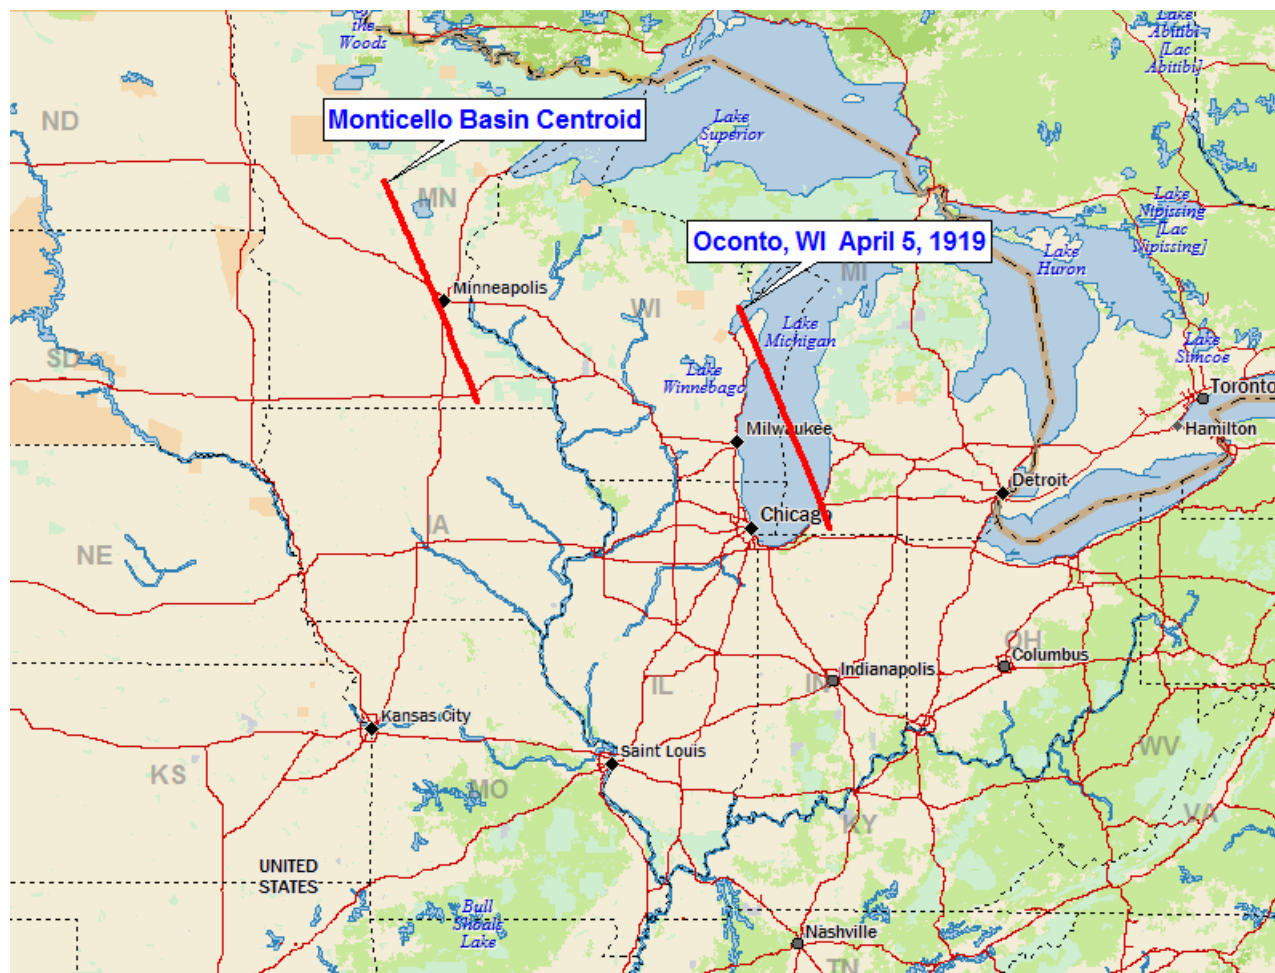 the
Woods
Lake
Abitibi
[Lac
Abitibi]
ND
Monticello Basin Centroid
Lake
Superior
MN
Lake
Nipissing
[Lac
Nipissing]
Oconto, WI  April 5, 1919
Lake
Huron
MI
Minneapolis
WI
Lake
Michigan
SD
Lake
Winnebago
Lake
Simcoe
Toronto
Milwaukee
Hamilton
Detroit
Chicago
IA
NE
OH
Columbus
Indianapolis
IN
IL
Kansas City
Saint Louis
WV
KS
MO
VA
KY
UNITED
STATES
Bull
Shoals
Lake
Nashville
TN